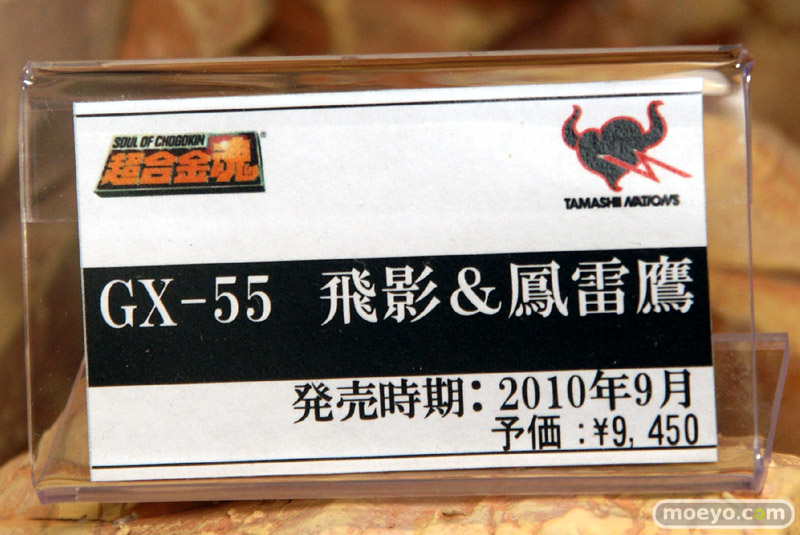 SOUL OF CHOGOKIN
超合金魂
TAMASHII NATIONS
GX-55 飛影&鳳雷鷹
発売時期：2010年9月
予価：¥9,450
moeyo.com